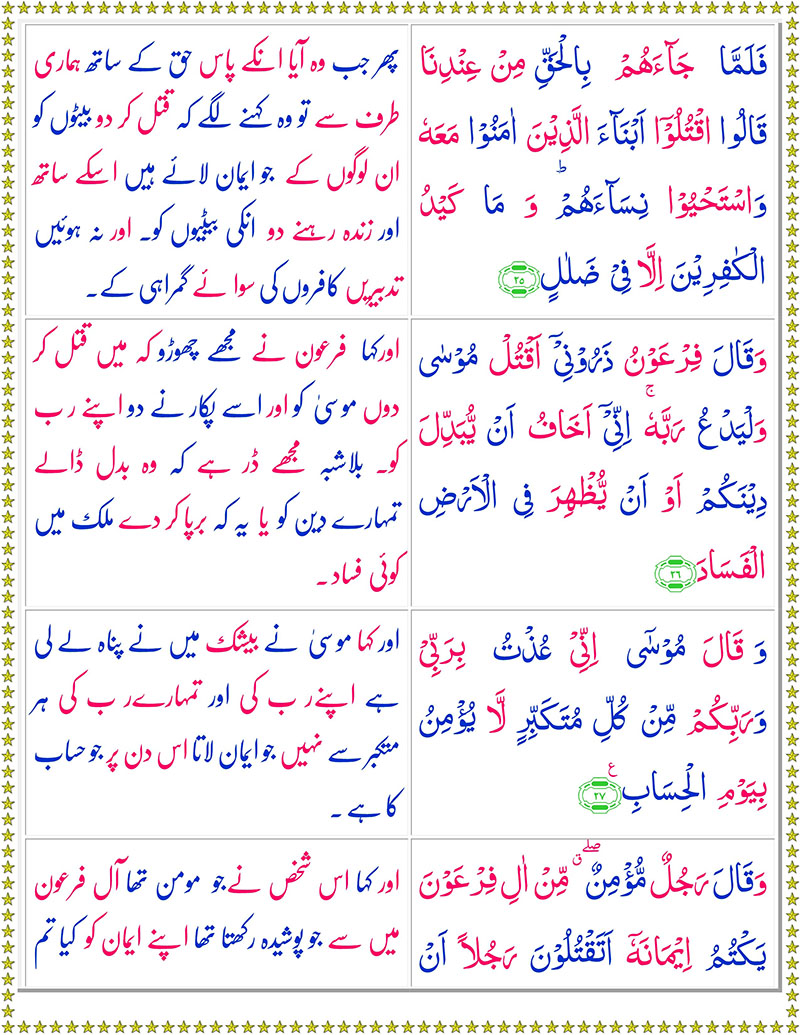 فَلَمَّا جَآءَهُمْ بِالْحَقِّ مِنْ عِنْدِنَا
قَالُوا اقْتُلُوْۤا اَبْنَآءَ الَّذِيْنَ اٰمَنُوْا مَعَهٗ
وَاسْتَحْيُوْا نِسَآءَهُمْ ؕ وَ مَا كَيْدُ
الْكٰفِرِيْنَ اِلَّا فِيْ ضَلٰلٍ ۲۵
پھر جب وہ آیا انکے پاس حق کے ساتھ ہماری
طرف سے تو وہ کہنے لگے کہ قتل کر دو بیٹوں کو
ان لوگوں کے جو ایمان لائے ہیں اسکے ساتھ
اور زندہ رہنے دو انکی بیٹیوں کو۔ اور نہ ہوئیں
تدبیریں کافروں کی سوائے گمراہی کے۔
وَقَالَ فِرْعَوْنُ ذَرُوْنِيْۤ اَقْتُلْ مُوْسٰى
وَلْيَدْعُ رَبَّهٗ ۚ اِنِّيْۤ اَخَافُ اَنْ يُّبَدِّلَ
دِيْنَكُمْ اَوْ اَنْ يُّظْهِرَ فِي الْاَرْضِ
الْفَسَادَ ۲۶
اورکہا فرعون نے مجھے چھوڑو کہ میں قتل کر
دوں موسیٰ کو اور اسے پکارنے دو اپنے رب
کو۔ بلاشبہ مجھے ڈر ہے کہ وہ بدل ڈالے
تمہارے دین کو یا یہ کہ برپا کر دے ملک میں
کوئی فساد۔
وَ قَالَ مُوْسٰۤى اِنِّيْ عُذْتُ بِرَبِّيْ
وَرَبِّكُمْ مِّنْ كُلِّ مُتَكَبِّرٍ لَّا يُؤْمِنُ
بِيَوْمِ الْحِسَابِ ۲۷ ع
اور کہا موسیٰ نے بیشک میں نے پناہ لے لی
ہے اپنے رب کی اور تمہارے رب کی ہر
متکبر سے نہیں جو ایمان لاتا اس دن پر جو حساب
کا ہے۔
وَقَالَ رَجُلٌ مُّؤْمِنٌ ۖ ۗ مِّنْ اٰلِ فِرْعَوْنَ
يَكْتُمُ اِيْمَانَهٗۤ اَتَقْتُلُوْنَ رَجُلاً اَنْ
اور کہا اس شخص نے جو مومن تھا آل فرعون
میں سے جو پوشیدہ رکھتا تھا اپنے ایمان کو کیا تم